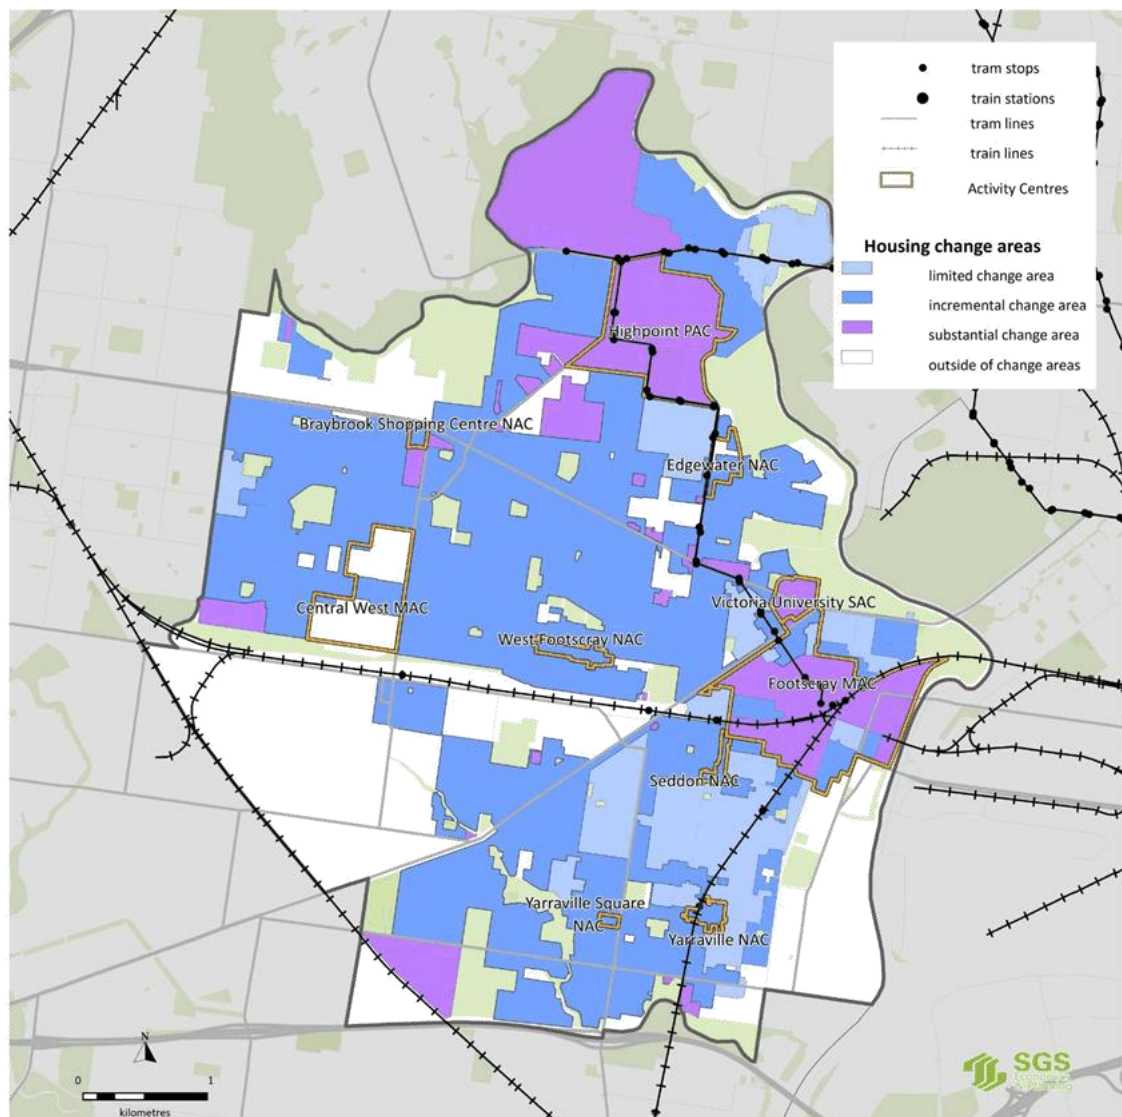 tram stops
train stations
tram lines
train lines
Activity Centres
Housing change areas
limited change area
incremental change area
substantial change area
outside of change areas
Highpoint PAC
Braybrook Shopping Centre NAC
Edgewater NAC
Victoria University SAC
Central West MAC
West Footscray NAC
Footscray MAC
Seddon NAC
Yarraville Square
NAC
Yarraville NAC
N
0
1
kilometres
SGS
Economics
& Planning